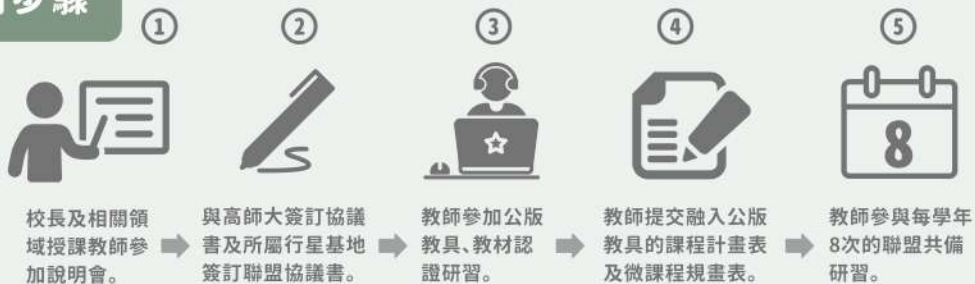 步驟
1
2
3
4
5
8
校長及相關領
域授課教師參
加說明會。
與高師大簽訂協議
書及所屬行星基地
簽訂聯盟協議書。
教師參加公版
教具、教材認
證研習。
教師提交融入公版
教具的課程計畫表
及微課程規畫表。
教師參與每學年
8次的聯盟共備
研習。